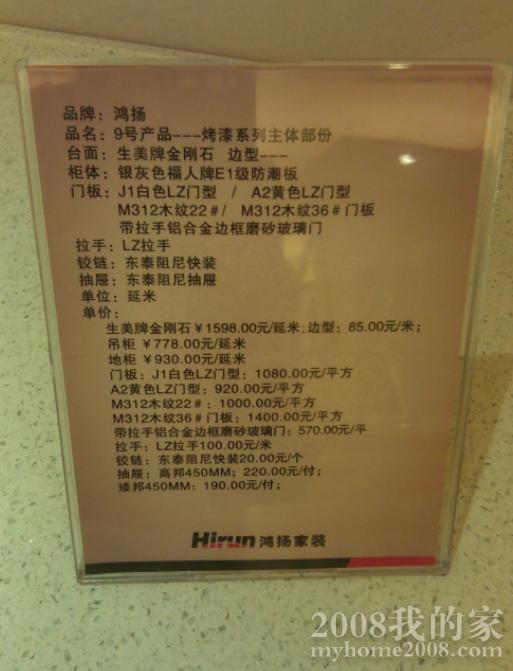 品牌：鸿扬
品名：9号产品---烤漆系列主体部份
台面：生美牌金刚石 边型---
柜体：银灰色福人牌E1级防潮板
门板：J1白色LZ门型 / A2黄色LZ门型
M312木纹22#/ M312木纹36#门板
带拉手铝合金边框磨砂玻璃门
拉手：LZ拉手
铰链：东泰阻尼快装
抽屉：东泰阻尼抽屉
单位：延米
单价：
生美牌金刚石￥1598.00元/延米;边型：85.00元/米；
吊柜￥778.00元/延米
地柜￥930.00元/延米
门板：J1白色LZ门型：1080.00元/平方
A2黄色LZ门型：920.00元/平方
M312木纹22#：1000.00元/平方
M312木纹36#门板：1400.00元/平方
带拉手铝合金边框磨砂玻璃门：570.00元/平
拉手：LZ拉手100.00元/米
铰链：东泰阻尼快装20.00元/个
抽屉：高邦450MM：220.00元/付；
矮邦450MM：190.00元/付；
Hirun 鸿扬家装
2008我的家
myhome2008.com